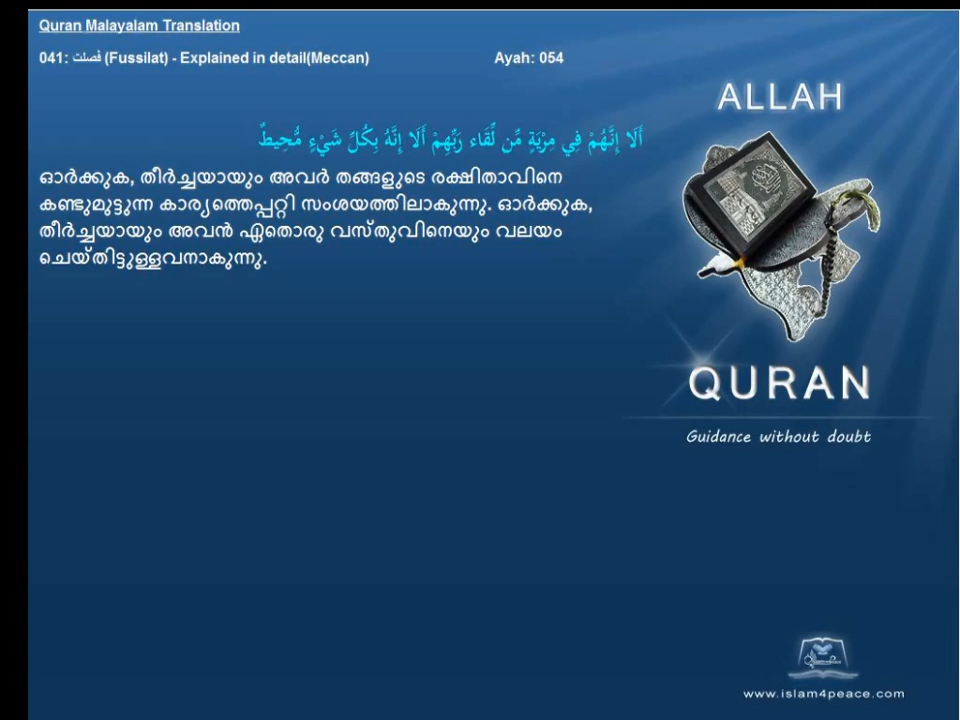 Quran Malayalam Translation
041: فصلت (Fussilat) - Explained in detail(Meccan) Ayah: 054
أَلَا إِنَّهُمْ فِي مِرْيَةٍ مِّن لِّقَاء رَبِّهِمْ أَلَا إِنَّهُ بِكُلِّ شَيْءٍ مُّحِيطٌ
ഓർക്കുക, തീർച്ചയായും അവർ തങ്ങളുടെ രക്ഷിതാവിനെ
കണ്ടുമുട്ടുന്ന കാര്യത്തെപ്പറ്റി സംശയത്തിലാകുന്നു. ഓർക്കുക,
തീർച്ചയായും അവൻ ഏതൊരു വസ്തുവിനെയും വലയം
ചെയ്തിട്ടുള്ളവനാകുന്നു.
ALLAH
QURAN
Guidance without doubt
www.islam4peace.com